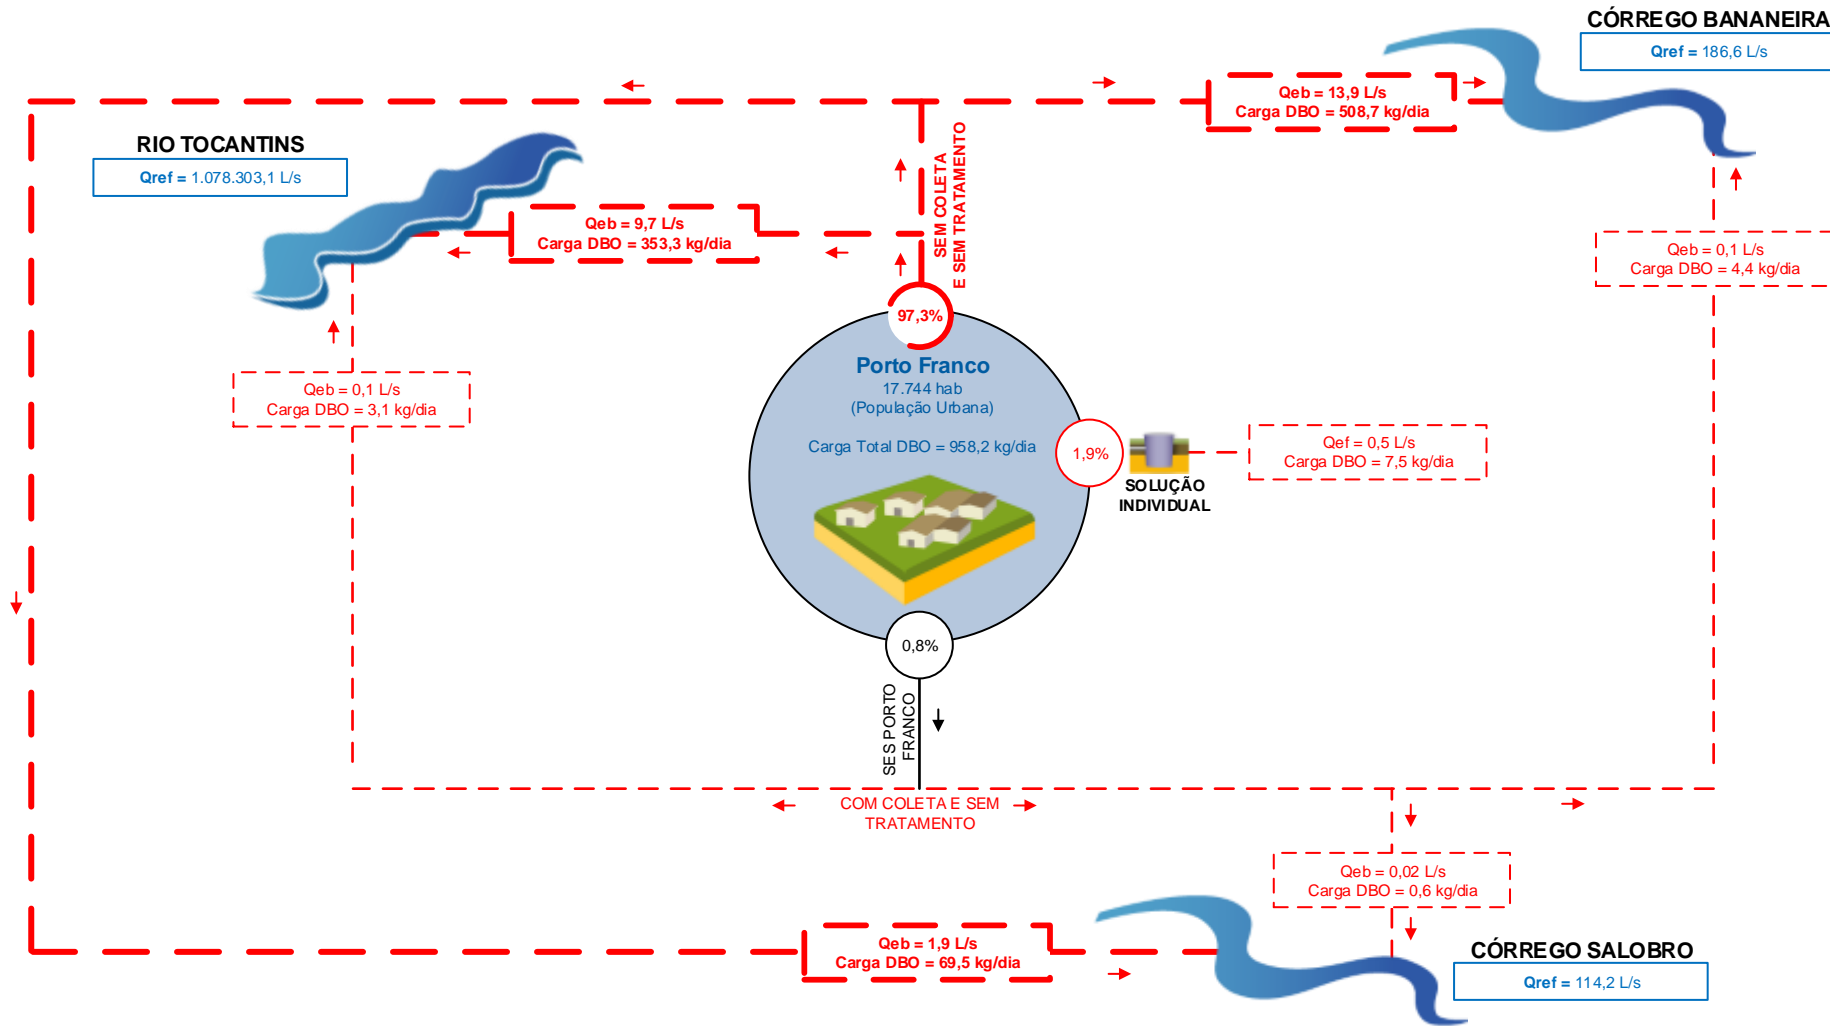 CÓRREGO BANANEIRA
Qref = 186,6 L/s
Qeb = 13,9 L/s
Carga DBO = 508,7 kg/dia
RIO TOCANTINS
Qref = 1.078.303,1 L/s
SEM COLETA
E SEM TRATAMENTO
Qeb = 9,7 L/s
Carga DBO = 353,3 kg/dia
Qeb = 0,1 L/s
Carga DBO = 4,4 kg/dia
97,3%
Porto Franco
17.744 hab
(População Urbana)
Carga Total DBO = 958,2 kg/dia
Qeb = 0,1 L/s
Carga DBO = 3,1 kg/dia
1,9%
SOLUÇÃO
INDIVIDUAL
Qef = 0,5 L/s
Carga DBO = 7,5 kg/dia
0,8%
SES PORTO
FRANCO
COM COLETA E SEM
TRATAMENTO
Qeb = 0,02 L/s
Carga DBO = 0,6 kg/dia
Qeb = 1,9 L/s
Carga DBO = 69,5 kg/dia
CÓRREGO SALOBRO
Qref = 114,2 L/s